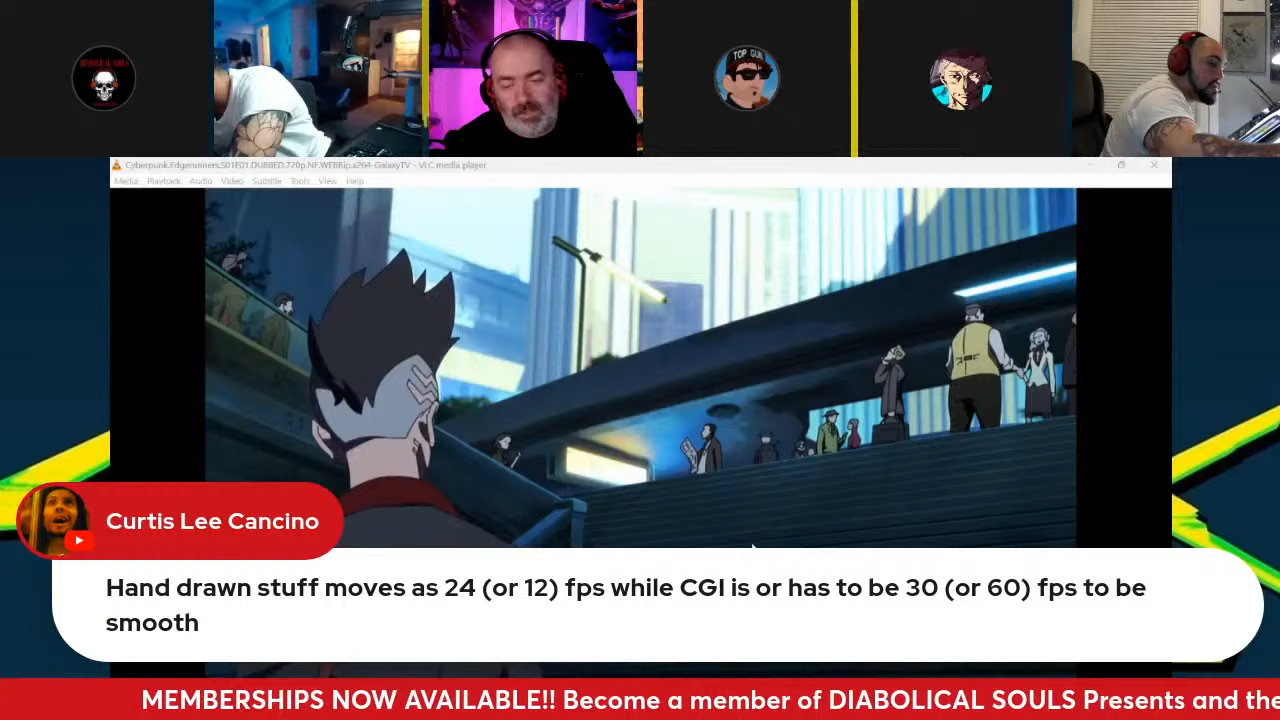 DIABOLICAL SOULS
TOP GUN
Cyberpunk.Edgerunners.S01E01.DUBBED.720p.NF.WEBRip.x264-GalaxyTV - VLC media player
Media Playback Audio Video Subtitle Tools View Help
Curtis Lee Cancino
Hand drawn stuff moves as 24 (or 12) fps while CGI is or has to be 30 (or 60) fps to be
smooth
MEMBERSHIPS NOW AVAILABLE!! Become a member of DIABOLICAL SOULS Presents and the